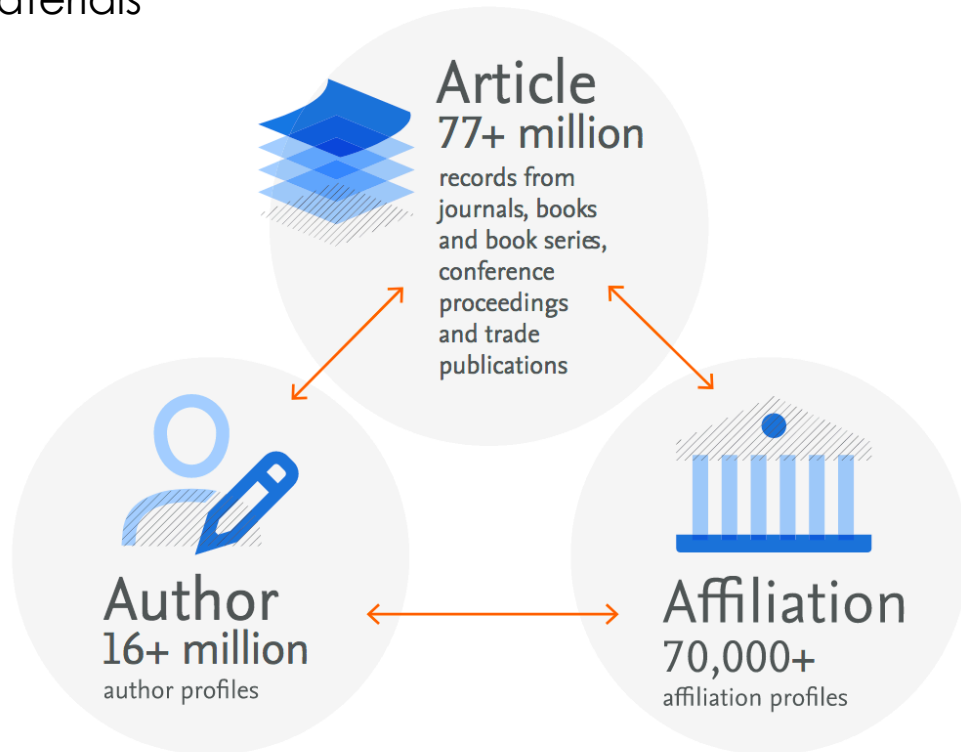 Article
77+ million
records from
journals, books
and book series,
conference
proceedings
and trade
publications
Author
16+ million
author profiles
Affiliation
70,000+
affiliation profiles